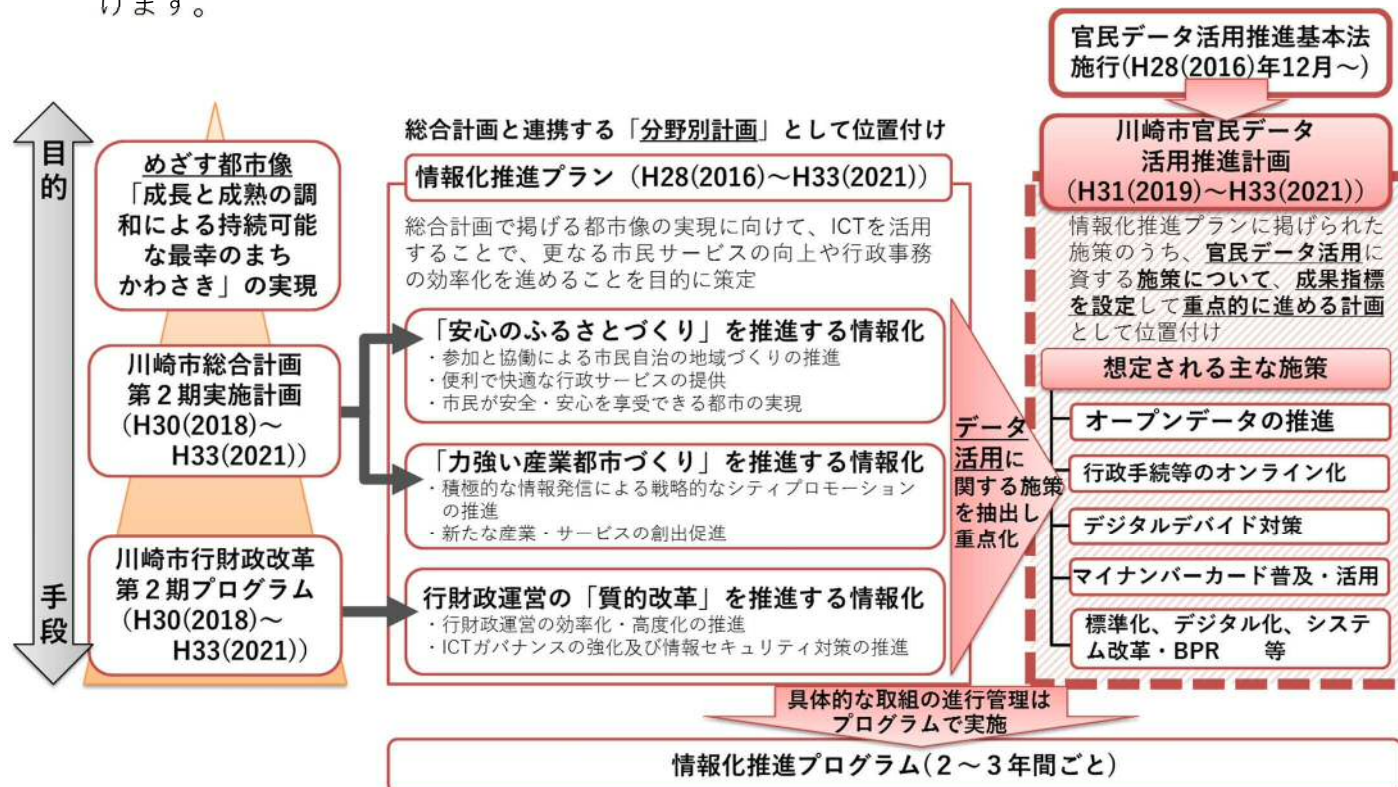 けます。
官民データ活用推進基本法
施行(H28(2016)年12月～)
目的
手段
めざす都市像
「成長と成熟の調
和による持続可能
な最幸のまち
かわさき」の実現
川崎市総合計画
第２期実施計画
(H30(2018)～
H33(2021))
川崎市行財政改革
第２期プログラム
(H30(2018)～
H33(2021))
総合計画と連携する「分野別計画」として位置付け
情報化推進プラン（H28(2016)～H33(2021))
総合計画で掲げる都市像の実現に向けて、ICTを活用
することで、更なる市民サービスの向上や行政事務
の効率化を進めることを目的に策定
「安心のふるさとづくり」を推進する情報化
・参加と協働による市民自治の地域づくりの推進
・便利で快適な行政サービスの提供
・市民が安全・安心を享受できる都市の実現
「力強い産業都市づくり」を推進する情報化
・積極的な情報発信による戦略的なシティプロモーション
の推進
・新たな産業・サービスの創出促進
行財政運営の「質的改革」を推進する情報化
・行財政運営の効率化・高度化の推進
・ICTガバナンスの強化及び情報セキュリティ対策の推進
データ
活用に
関する施策
を抽出し
重点化
川崎市官民データ
活用推進計画
(H31(2019)～H33(2021))
情報化推進プランに掲げられた
施策のうち、官民データ活用に
資する施策について、成果指標
を設定して重点的に進める計画
として位置付け
想定される主な施策
オープンデータの推進
行政手続等のオンライン化
デジタルデバイド対策
マイナンバーカード普及・活用
標準化、デジタル化、システ
ム改革・BPR　等
具体的な取組の進行管理は
プログラムで実施
情報化推進プログラム(２～３年間ごと)